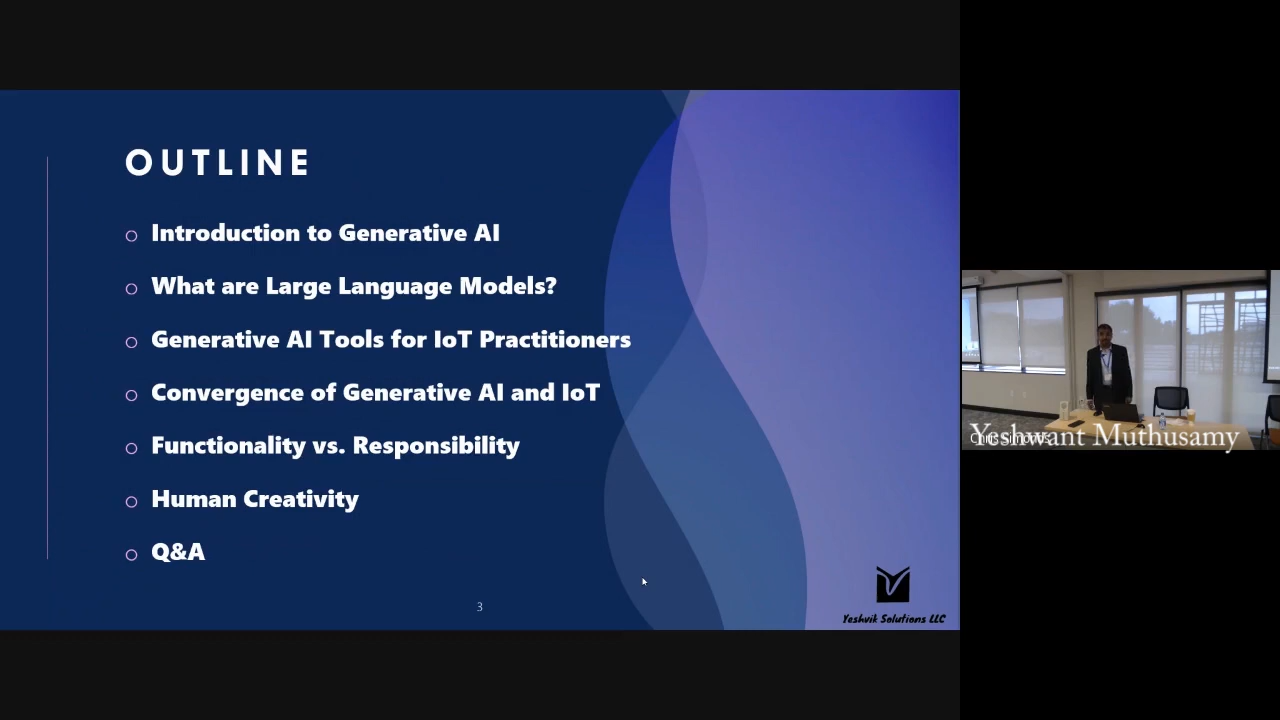 OUTLINE
Introduction to Generative AI
What are Large Language Models?
Generative AI Tools for IoT Practitioners
Convergence of Generative AI and IoT
Functionality vs. Responsibility
Human Creativity
Q&A
3
Yeshvik Solutions LLC
Yeshwant Muthusamy